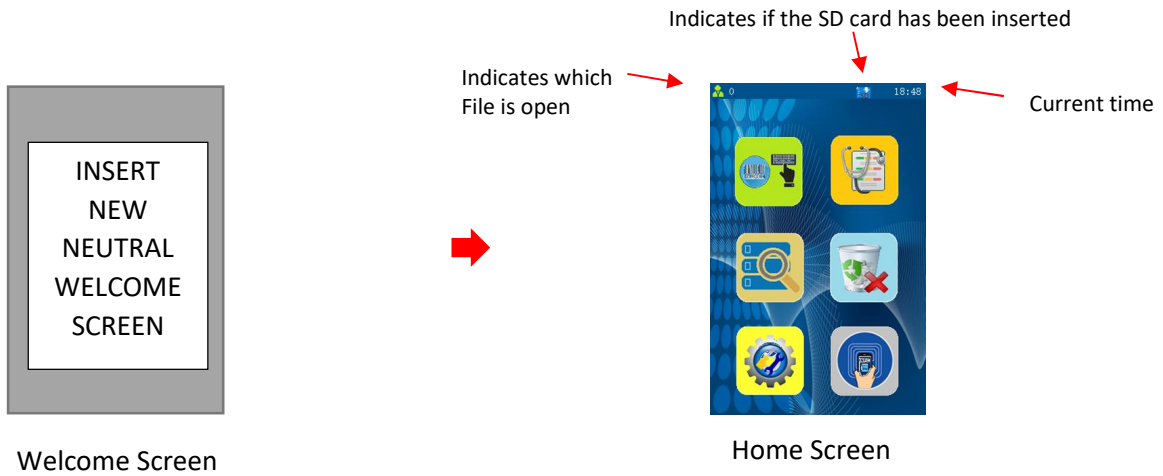 Indicates if the SD card has been inserted
Indicates which
File is open
Current time
0
18:48
INSERT
NEW
NEUTRAL
WELCOME
SCREEN
Welcome Screen
Home Screen